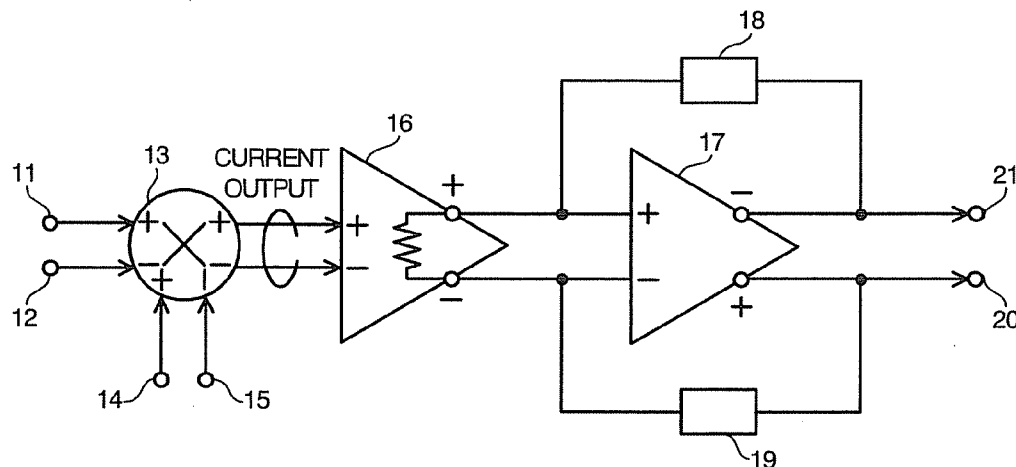 18
16
17
13
CURRENT
OUTPUT
11
21
+ + + + + −
− − + − − − +
12
20
14
15
19